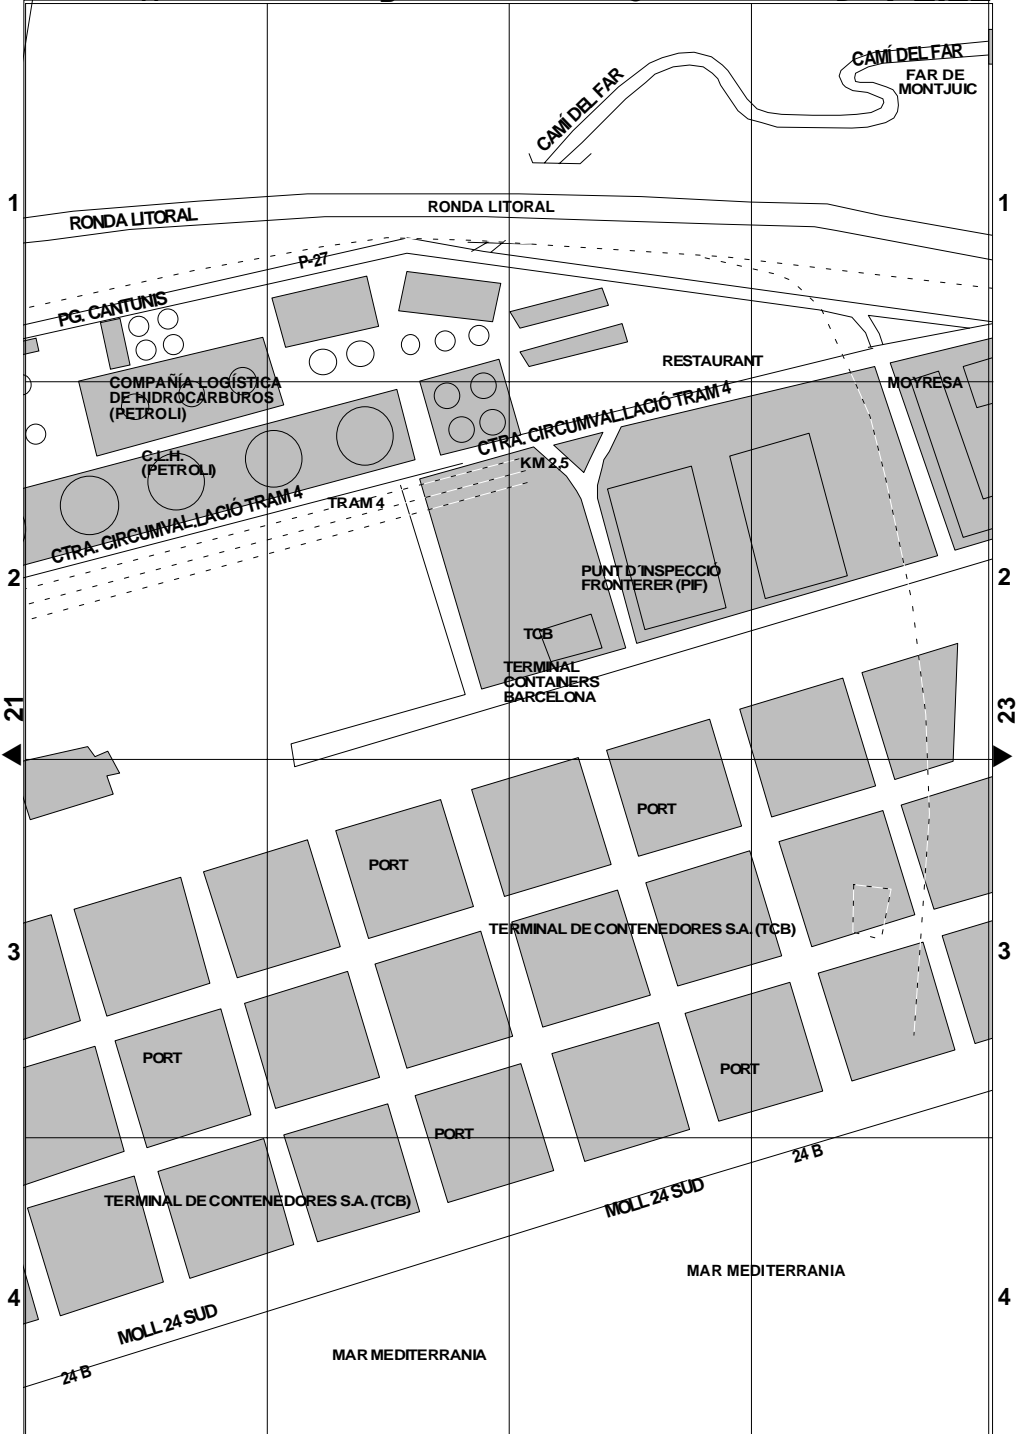 CAMÍ DEL FAR
FAR DE
MONTJUIC
CAMÍ DEL FAR
1
1
RONDA LITORAL
RONDA LITORAL
P-27
PG. CANTUNIS
RESTAURANT
COMPAÑÍA LOGÍSTICA
DE HIDROCARBUROS
(PETROLI)
MOYRESA
CTRA. CIRCUMVAL.LACIÓ TRAM 4
C.L.H.
(PETROLI)
KM 2,5
TRAM 4
CTRA. CIRCUMVAL.LACIÓ TRAM 4
2
2
PUNT D´INSPECCIÓ
FRONTERER (PIF)
TCB
TERMINAL
CONTAINERS
BARCELONA
21
23
PORT
PORT
TERMINAL DE CONTENEDORES S.A. (TCB)
3
3
PORT
PORT
PORT
24 B
TERMINAL DE CONTENEDORES S.A. (TCB)
MOLL 24 SUD
MAR MEDITERRANIA
4
4
MOLL 24 SUD
MAR MEDITERRANIA
24 B